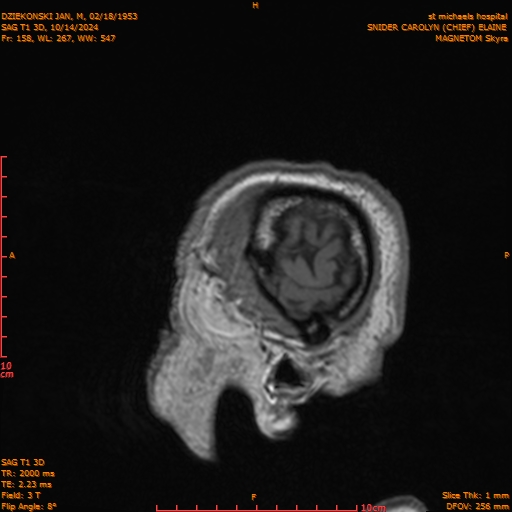 H
DZIEKONSKI JAN, M, 02/18/1953
SAG T1 3D, 10/14/2024
Fr: 158, WL: 267, WW: 547
st michaels hospital
SNIDER CAROLYN (CHIEF) ELAINE
MAGNETOM Skyra
A
P
10
cm
SAG T1 3D
TR: 2000 ms
TE: 2.23 ms
Field: 3 T
Flip Angle: 8°
F
10cm
Slice Thk: 1 mm
DFOV: 256 mm